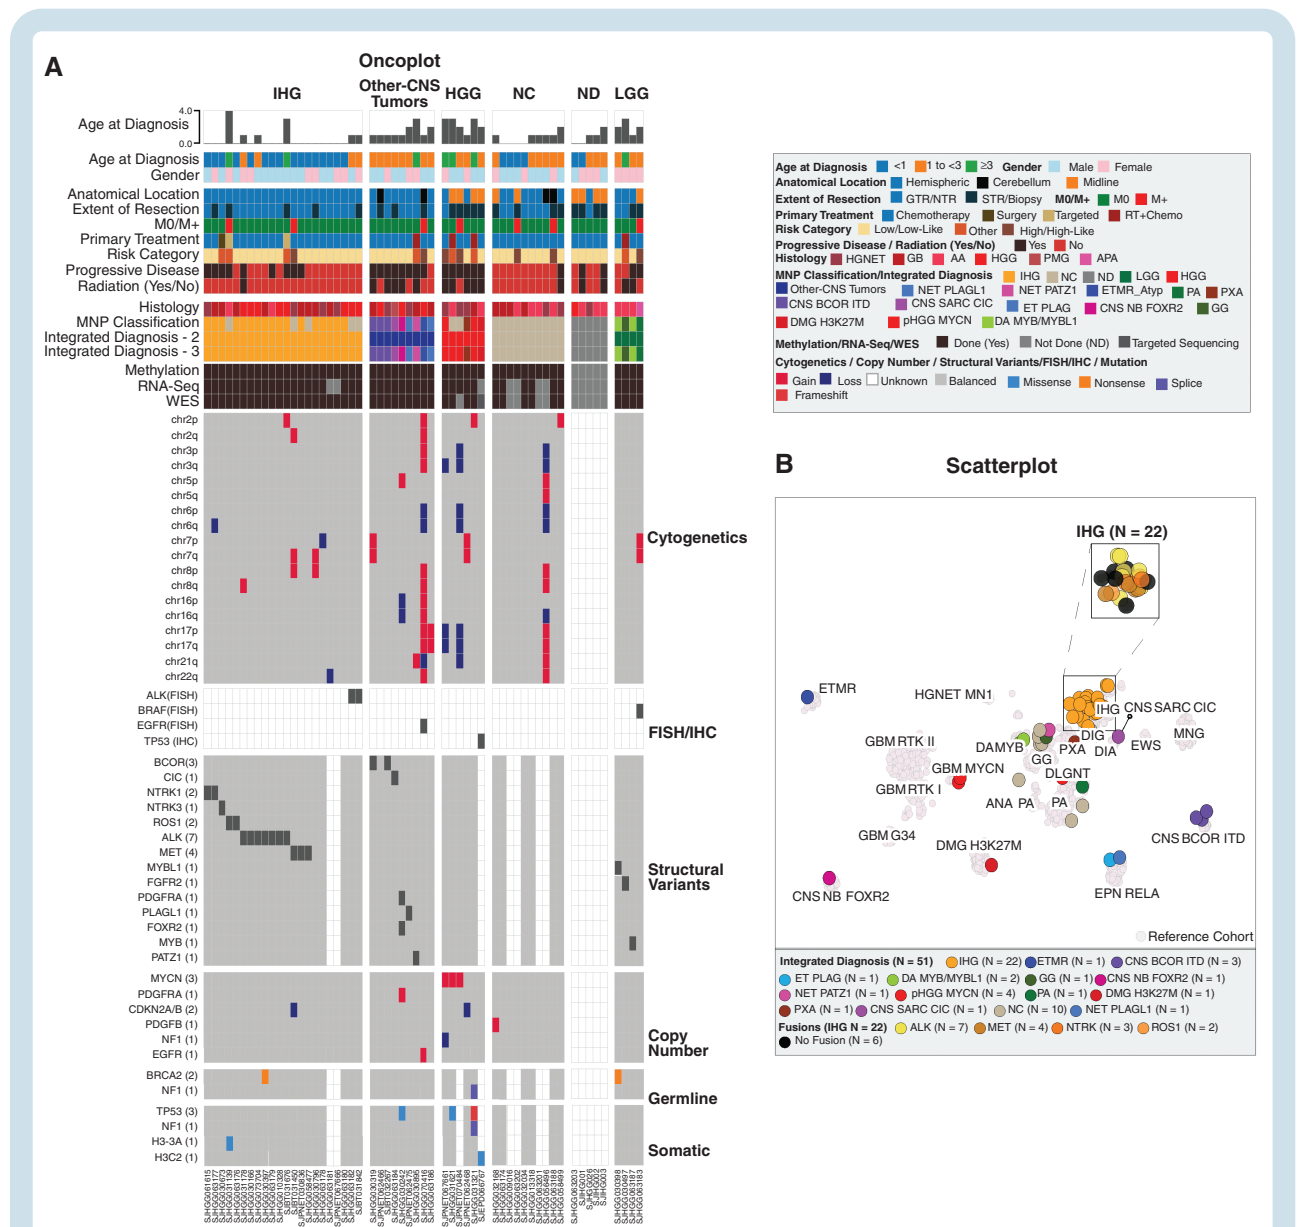 A
Oncoplot
IHG
Other-CNS
Tumors
HGG
NC
ND
LGG
4.0
Age at Diagnosis
0.0
Age at Diagnosis
Gender
Anatomical Location
Extent of Resection
M0/M+
Primary Treatment
Risk Category
Progressive Disease
Radiation (Yes/No)
Histology
MNP Classification
Integrated Diagnosis - 2
Integrated Diagnosis - 3
Methylation
RNA-Seq
WES
chr2p
chr2q
chr3p
chr3q
chr5p
chr5q
chr6p
chr6q
chr7p
chr7q
chr8p
chr8q
chr16p
chr16q
chr17p
chr17q
chr21q
chr22q
Cytogenetics
ALK(FISH)
BRAF(FISH)
EGFR(FISH)
TP53 (IHC)
FISH/IHC
BCOR(3)
CIC (1)
NTRK1 (2)
NTRK3 (1)
ROS1 (2)
ALK (7)
MET (4)
MYBL1 (1)
FGFR2 (1)
PDGFRA (1)
PLAGL1 (1)
FOXR2 (1)
MYB (1)
PATZ1 (1)
Structural
Variants
MYCN (3)
PDGFRA (1)
CDKN2A/B (2)
PDGFB (1)
NF1 (1)
EGFR (1)
Copy
Number
BRCA2 (2)
NF1 (1)
Germline
TP53 (3)
NF1 (1)
H3-3A (1)
H3C2 (1)
Somatic
Age at Diagnosis <1 1 to <3 ≥3 Gender Male Female
Anatomical Location Hemispheric Cerebellum Midline
Extent of Resection GTR/NTR STR/Biopsy M0/M+ M0 M+
Primary Treatment Chemotherapy Surgery Targeted RT+Chemo
Risk Category Low/Low-Like Other High/High-Like
Progressive Disease / Radiation (Yes/No) Yes No
Histology HGNET GB AA HGG PMG APA
MNP Classification/Integrated Diagnosis IHG NC ND LGG HGG
Other-CNS Tumors NET PLAGL1 NET PATZ1 ETMR_Atyp PA PXA
CNS BCOR ITD CNS SARC CIC ET PLAG CNS NB FOXR2 GG
DMG H3K27M pHGG MYCN DA MYB/MYBL1
Methylation/RNA-Seq/WES Done (Yes) Not Done (ND) Targeted Sequencing
Cytogenetics / Copy Number / Structural Variants/FISH/IHC / Mutation
Gain Loss Unknown Balanced Missense Nonsense Splice
Frameshift
B
Scatterplot
IHG (N = 22)
ETMR
HGNET MN1
IHG
CNS SARC CIC
DIG
MNG
GBM RTK II
DAMYB
PXA
DIA
EWS
GG
GBM MYCN
DLGNT
GBM RTK I
ANA PA
PA
GBM G34
DMG H3K27M
CNS BCOR ITD
CNS NB FOXR2
EPN RELA
Reference Cohort
Integrated Diagnosis (N = 51) IHG (N = 22) ETMR (N = 1) CNS BCOR ITD (N = 3)
ET PLAG (N = 1) DA MYB/MYBL1 (N = 2) GG (N = 1) CNS NB FOXR2 (N = 1)
NET PATZ1 (N = 1) pHGG MYCN (N = 4) PA (N = 1) DMG H3K27M (N = 1)
PXA (N = 1) CNS SARC CIC (N = 1) NC (N = 10) NET PLAGL1 (N = 1)
Fusions (IHG N = 22) ALK (N = 7) MET (N = 4) NTRK (N = 3) ROS1 (N = 2)
No Fusion (N = 6)